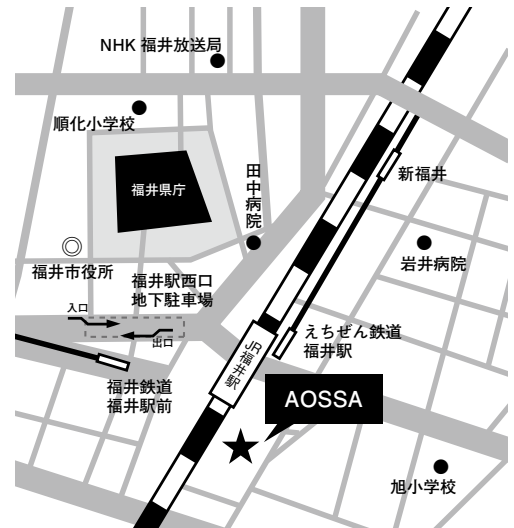 NHK 福井放送局
順化小学校
福井県庁
田中病院
新福井
岩井病院
福井市役所
福井駅西口
地下駐車場
入口
出口
えちぜん鉄道
福井駅
JR福井駅
福井鉄道
福井駅前
AOSSA
旭小学校